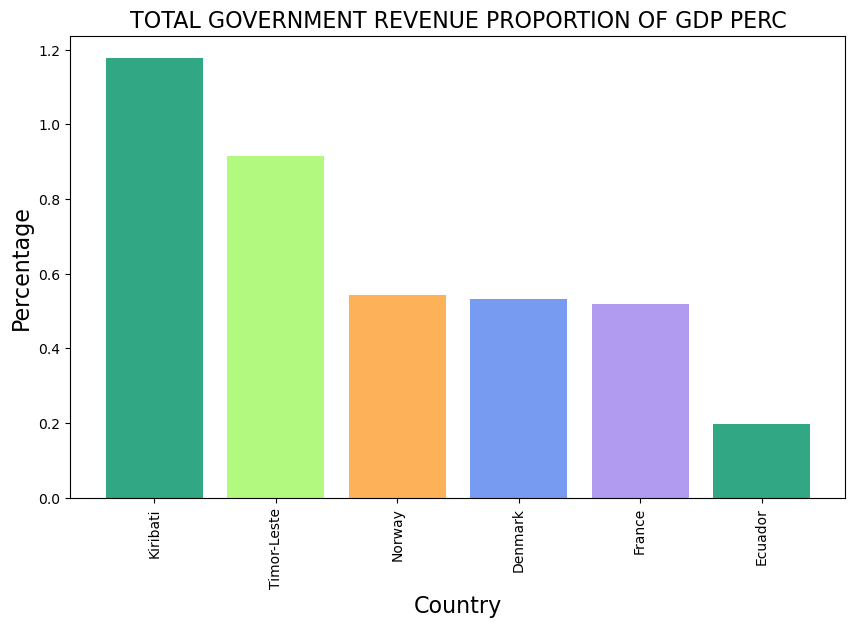 TOTAL GOVERNMENT REVENUE PROPORTION OF GDP PERC
1.2
1.0
0.8
0.6
0.4
0.2
0.0
Percentage
Kiribati
Timor-Leste
Norway
Denmark
France
Ecuador
Country